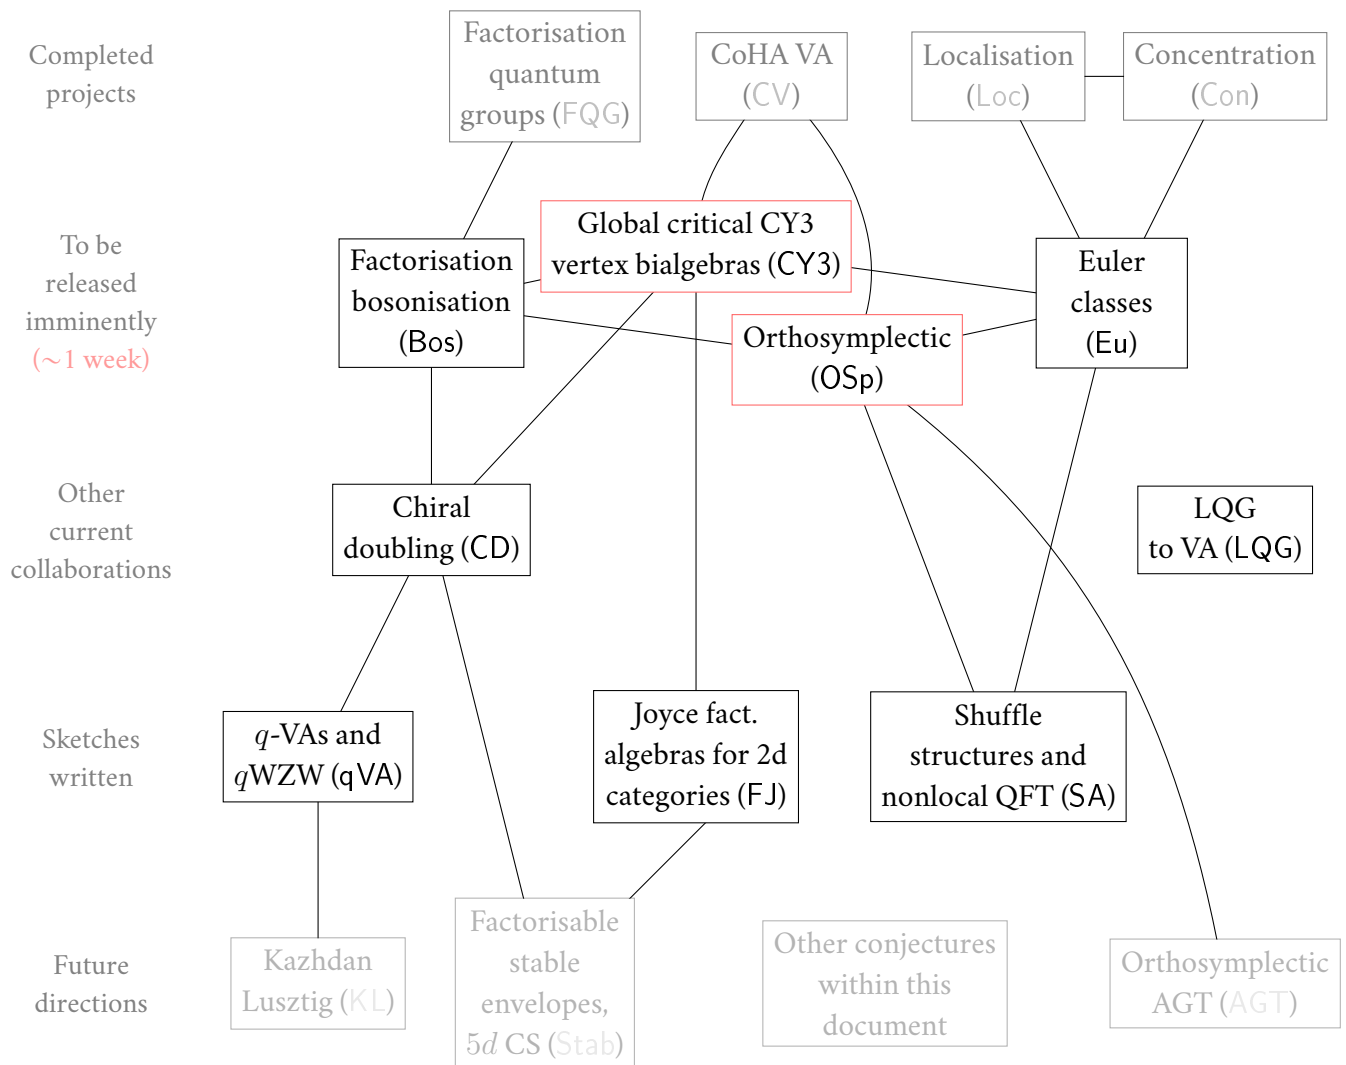 Completed
projects
Factorisation
quantum
groups (FQG)
CoHA VA
(CV)
Localisation
(Loc)
Concentration
(Con)
To be
released
imminently
(~1 week)
Factorisation
bosonisation
(Bos)
Global critical CY3
vertex bialgebras (CY3)
Orthosymplectic
(OSp)
Euler
classes
(Eu)
Other
current
collaborations
Chiral
doubling (CD)
LQG
to VA (LQG)
Sketches
written
q-VAs and
qWZW (qVA)
Joyce fact.
algebras for 2d
categories (FJ)
Shuffle
structures and
nonlocal QFT (SA)
Future
directions
Kazhdan
Lusztig (KL)
Factorisable
stable
envelopes,
5d CS (Stab)
Other conjectures
within this
document
Orthosymplectic
AGT (AGT)